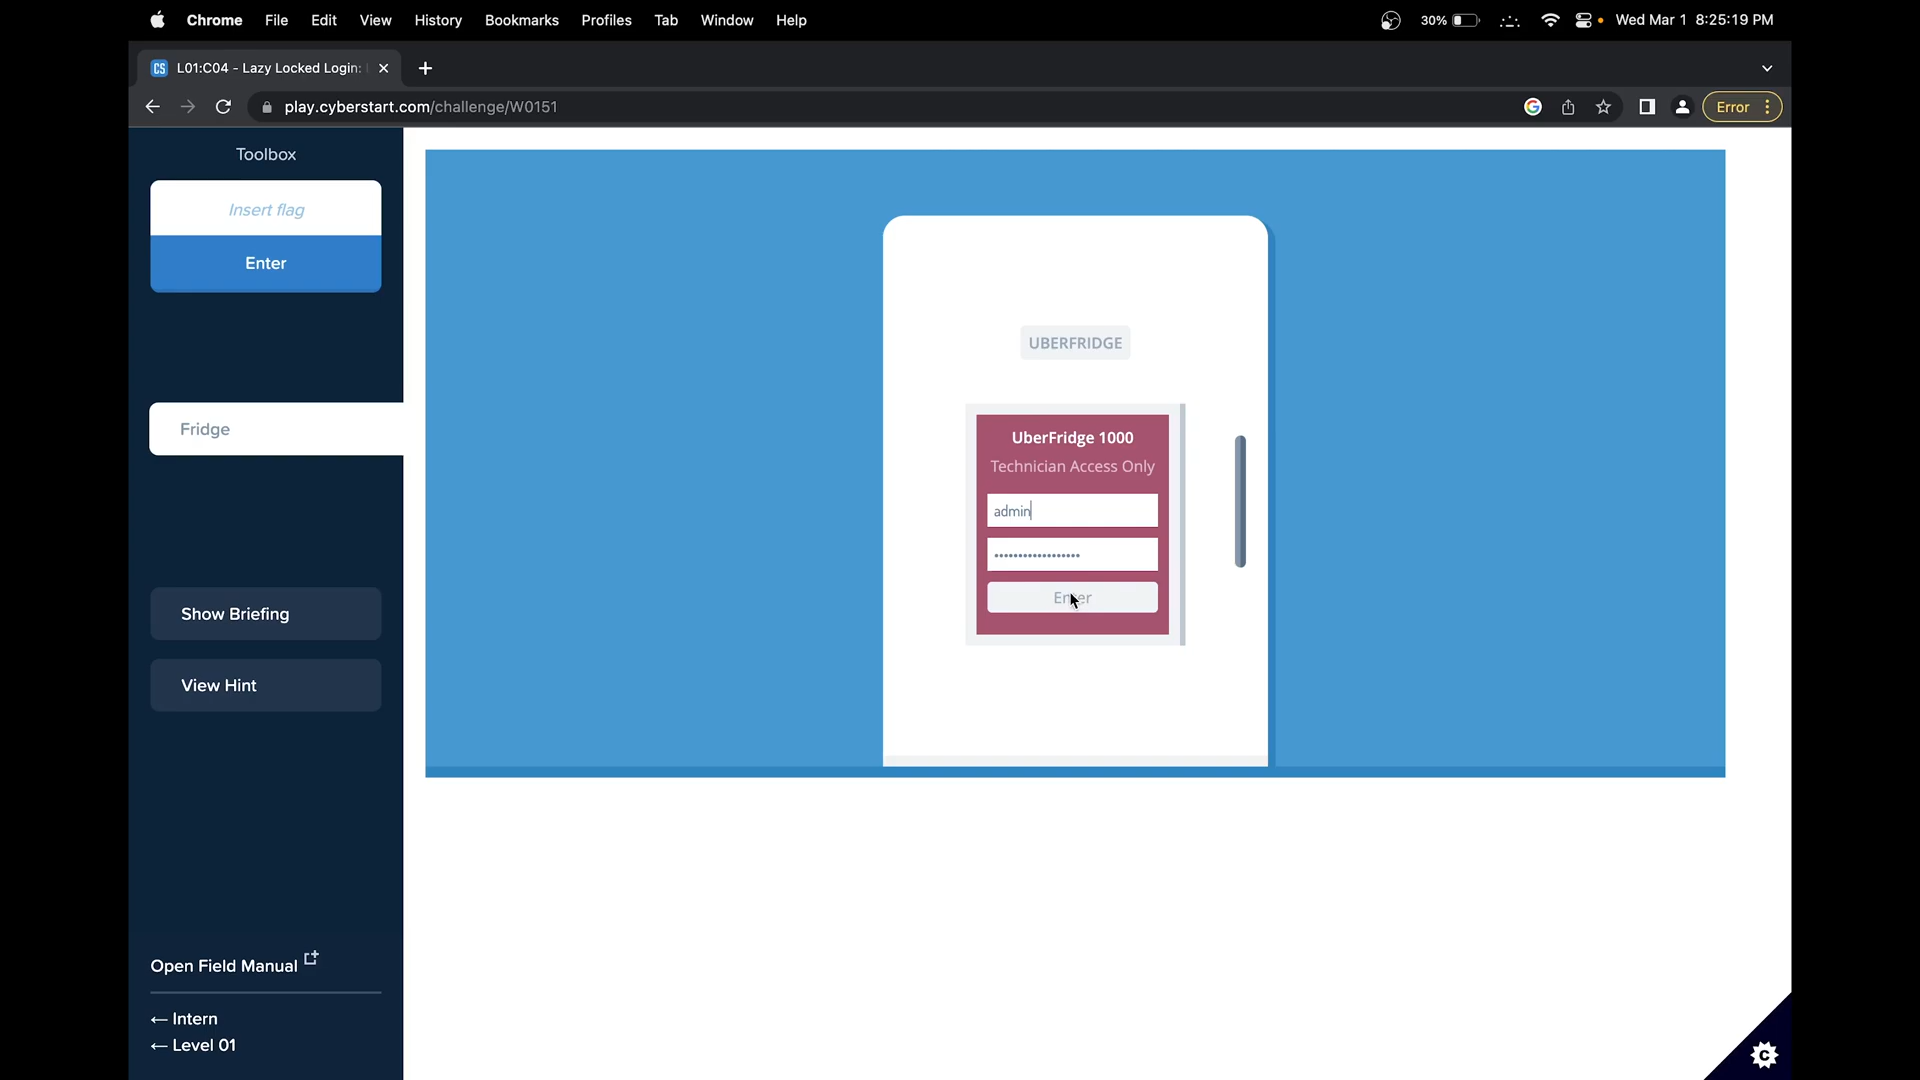 Chrome File Edit View History Bookmarks Profiles Tab Window Help 30% Wed Mar 1 8:25:19 PM
CS L01:C04 - Lazy Locked Login:
play.cyberstart.com/challenge/W0151 G Error
Toolbox
Insert flag
Enter
Fridge
Show Briefing
View Hint
Open Field Manual
← Intern
← Level 01
UBERFRIDGE
UberFridge 1000
Technician Access Only
admin
••••••••••••••••••
Enter
C